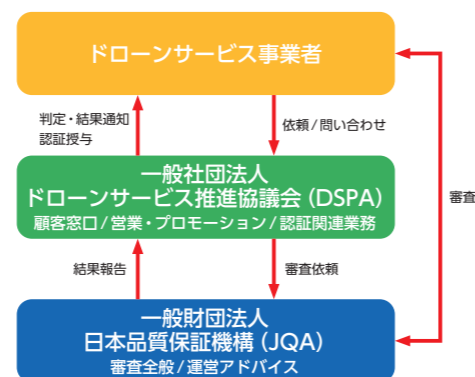 ドローンサービス事業者
判定・結果通知
認証授与
依頼/問い合わせ
一般社団法人
ドローンサービス推進協議会(DSPA)
顧客窓口/営業・プロモーション/認証関連業務
審査
結果報告
審査依頼
一般財団法人
日本品質保証機構(JQA)
審査全般/運営アドバイス